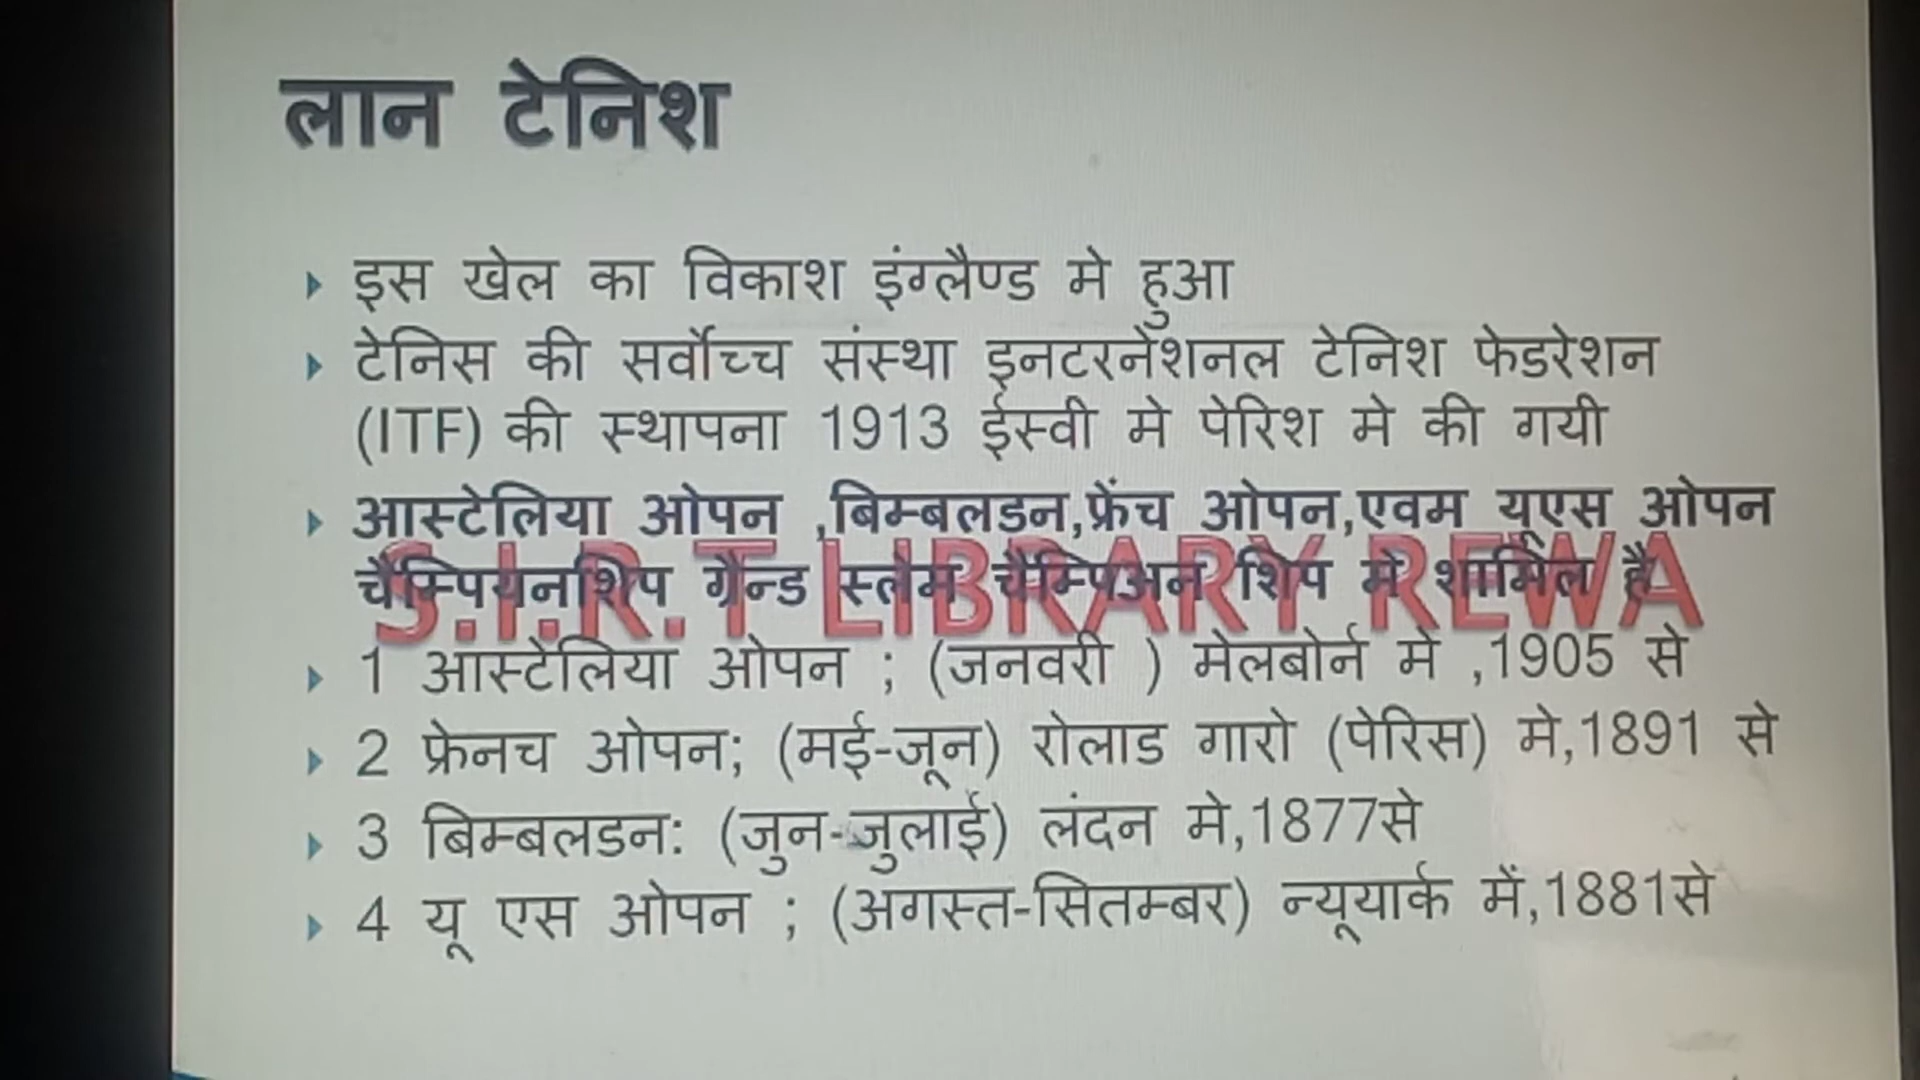 लान टेनिश
इस खेल का विकाश इंग्लैण्ड मे हुआ
टेनिस की सर्वोच्च संस्था इनटरनेशनल टेनिश फेडरेशन
(ITF) की स्थापना 1913 ईस्वी मे पेरिश मे की गयी
आस्टेलिया ओपन ,बिम्बलडन,फ्रेंच ओपन,एवम यूएस ओपन
चैम्पियनशिप ग्रैन्ड स्लैम चैम्पिअन शिप मे शामिल है
S.I.R.T LIBRARY REWA
1 आस्टेलिया ओपन ; (जनवरी ) मेलबोर्न मे ,1905 से
2 फ्रेनच ओपन; (मई-जून) रोलाड गारो (पेरिस) मे,1891 से
3 बिम्बलडन: (जुन-जुलाई) लंदन मे,1877से
4 यू एस ओपन ; (अगस्त-सितम्बर) न्यूयार्क में,1881से